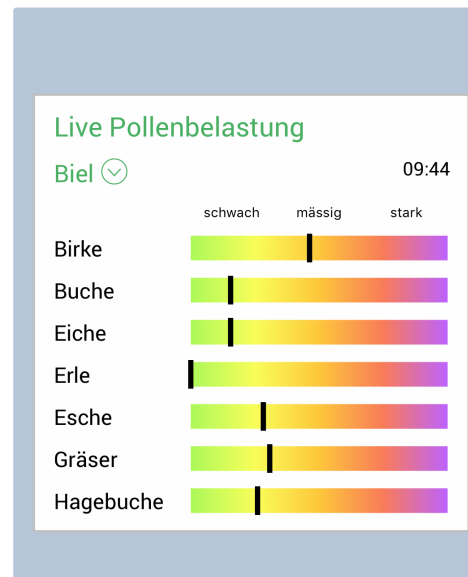 Live Pollenbelastung
Biel
09:44
schwach mässig stark
Birke
Buche
Eiche
Erle
Esche
Gräser
Hagebuche